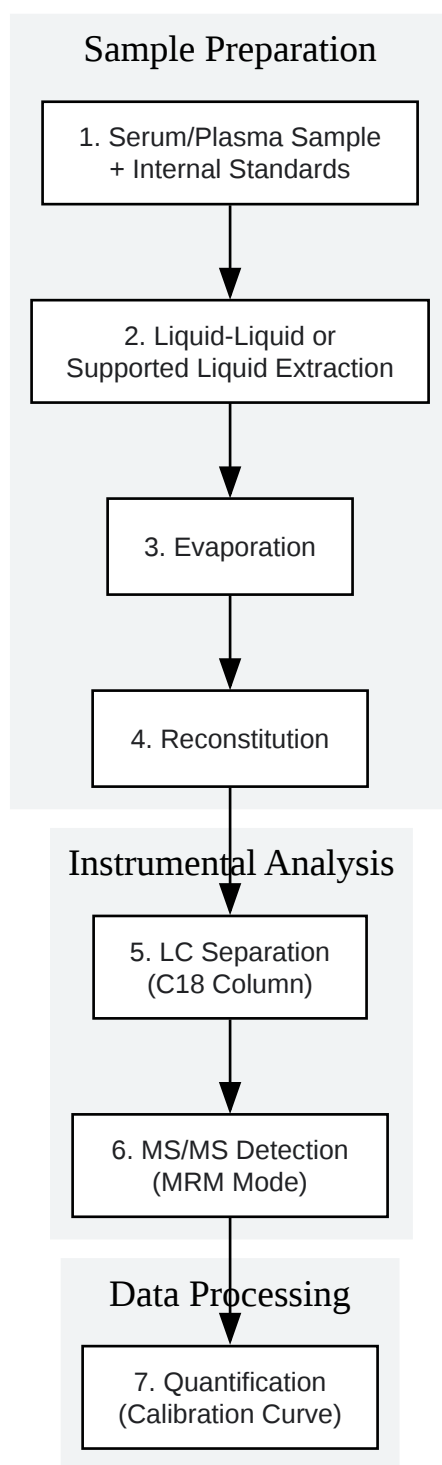 Sample Preparation
1. Serum/Plasma Sample
+ Internal Standards
2. Liquid-Liquid or
Supported Liquid Extraction
3. Evaporation
4. Reconstitution
Instrumental Analysis
5. LC Separation
(C18 Column)
6. MS/MS Detection
(MRM Mode)
Data Processing
7. Quantification
(Calibration Curve)